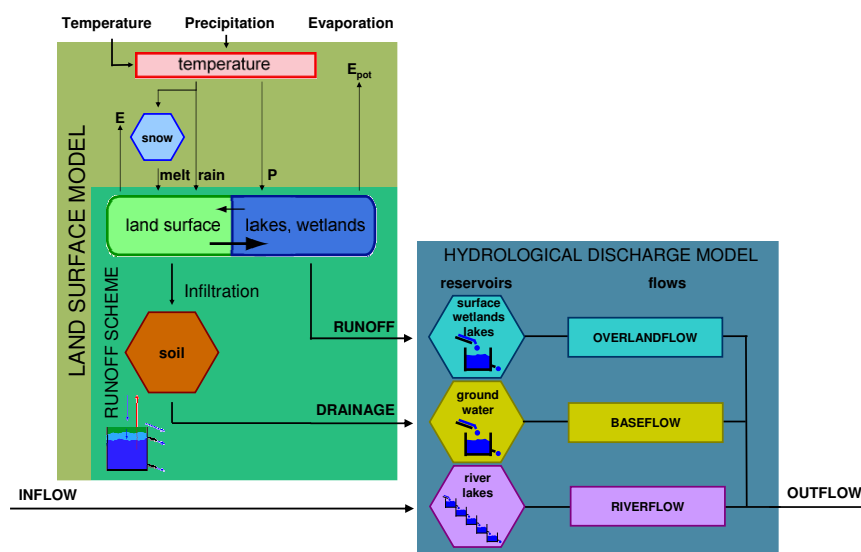 Temperature Precipitation Evaporation
temperature
E_pot
E
snow
melt rain P
LAND SURFACE MODEL
land surface
lakes, wetlands
RUNOFF SCHEME
Infiltration
soil
RUNOFF
DRAINAGE
INFLOW
HYDROLOGICAL DISCHARGE MODEL
reservoirs flows
surface
wetlands
lakes
OVERLANDFLOW
ground
water
BASEFLOW
river
lakes
RIVERFLOW
OUTFLOW